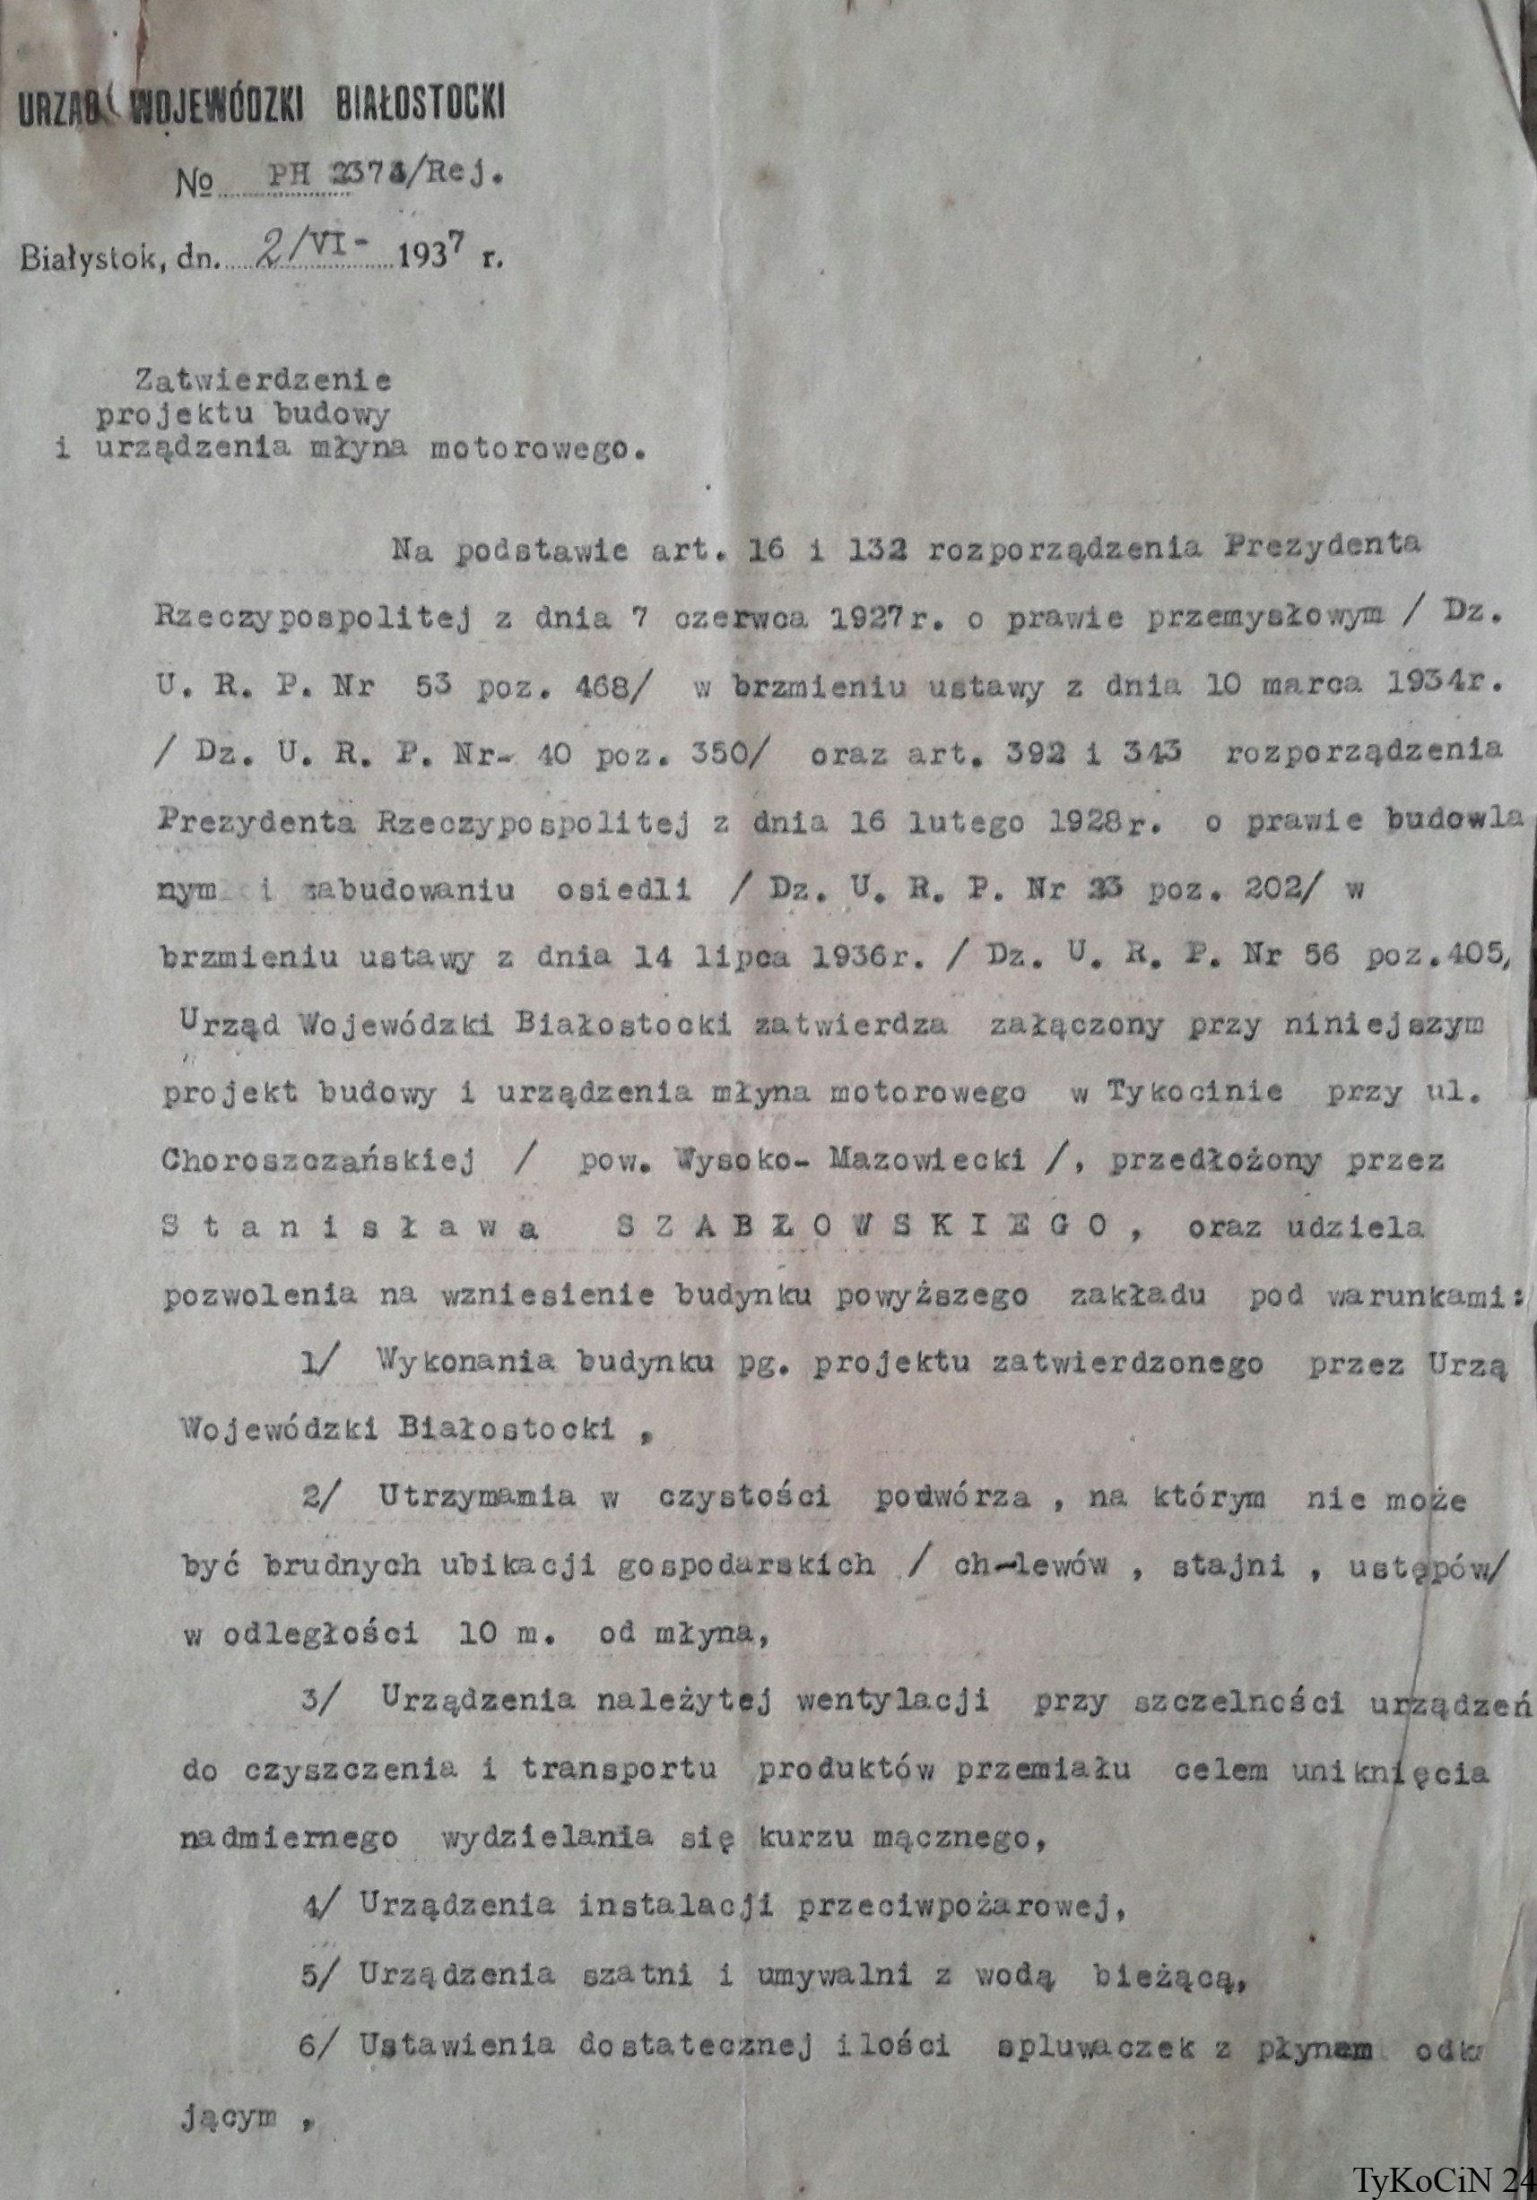 URZĄD WOJEWÓDZKI BIAŁOSTOCKI
No PH /Rej.
Białystok, dn. 2/VI- 1937 r.
Zatwierdzenie
projektu budowy
i urządzenia młyna motorowego.
Na podstawie art. 16 i 132 rozporządzenia Prezydenta
Rzeczypospolitej z dnia 7 czerwca 1927r. o prawie przemysłowym / Dz.
U. R. P. Nr 53 poz. 468/ w brzmieniu ustawy z dnia 10 marca 1934r.
/ Dz. U. R. P. Nr- 40 poz. 350/ oraz art. 392 i 343 rozporządzenia
Prezydenta Rzeczypospolitej z dnia 16 lutego 1928r. o prawie budowla
nym i zabudowaniu osiedli / Dz. U. R. P. Nr 23 poz. 202/ w
brzmieniu ustawy z dnia 14 lipca 1936r. / Dz. U. R. P. Nr 56 poz.405,
Urząd Wojewódzki Białostocki zatwierdza załączony przy niniejszym
projekt budowy i urządzenia młyna motorowego w Tykocinie przy ul.
Choroszczańskiej / pow. Wysoko- Mazowiecki /, przedłożony przez
Stanisława SZABŁOWSKIEGO, oraz udziela
pozwolenia na wzniesienie budynku powyższego zakładu pod warunkami:
1/ Wykonania budynku pg. projektu zatwierdzonego przez Urzą
Wojewódzki Białostocki ,
2/ Utrzymania w czystości podwórza , na którym nie może
być brudnych ubikacji gospodarskich / ch-lewów , stajni , ustępów/
w odległości 10 m. od młyna,
3/ Urządzenia należytej wentylacji przy szczelności urządzeń
do czyszczenia i transportu produktów przemiału celem uniknięcia
nadmiernego wydzielania się kurzu mącznego,
4/ Urządzenia instalacji przeciwpożarowej,
5/ Urządzenia szatni i umywalni z wodą bieżącą,
6/ Ustawienia dostatecznej ilości spluwaczek z płynem
jącym ,
TyKoCiN 24